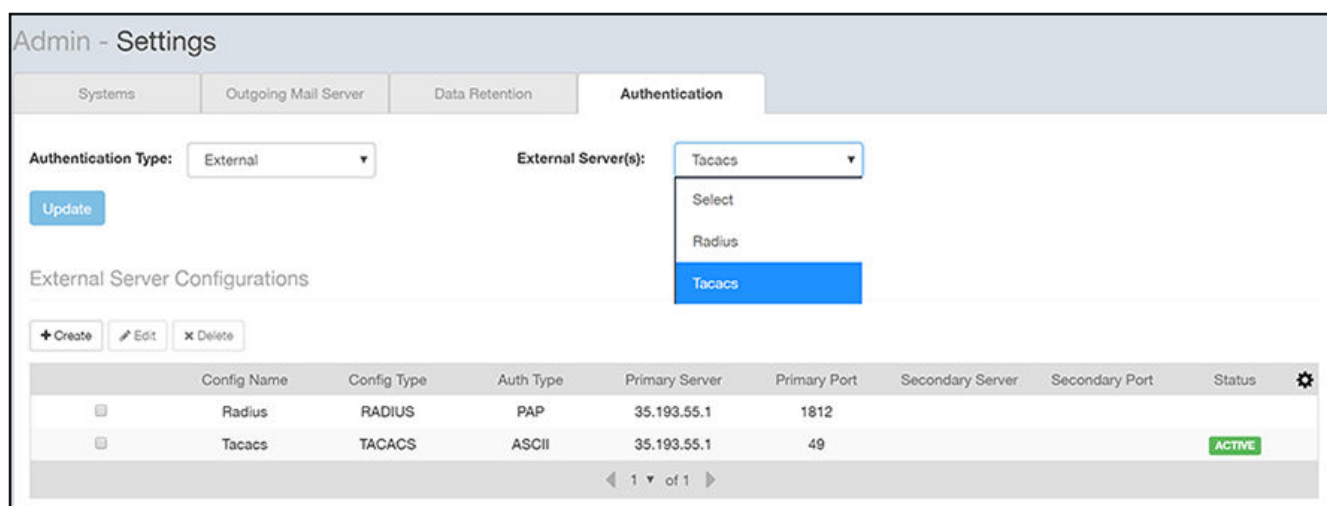 Admin - Settings
Systems Outgoing Mail Server Data Retention Authentication
Authentication Type: External External Server(s): Tacacs
Select
Update
Radius
Tacacs
External Server Configurations
Create Edit Delete
Config Name Config Type Auth Type Primary Server Primary Port Secondary Server Secondary Port Status
Radius RADIUS PAP 35.193.55.1 1812
Tacacs TACACS ASCII 35.193.55.1 49 ACTIVE
1 of 1